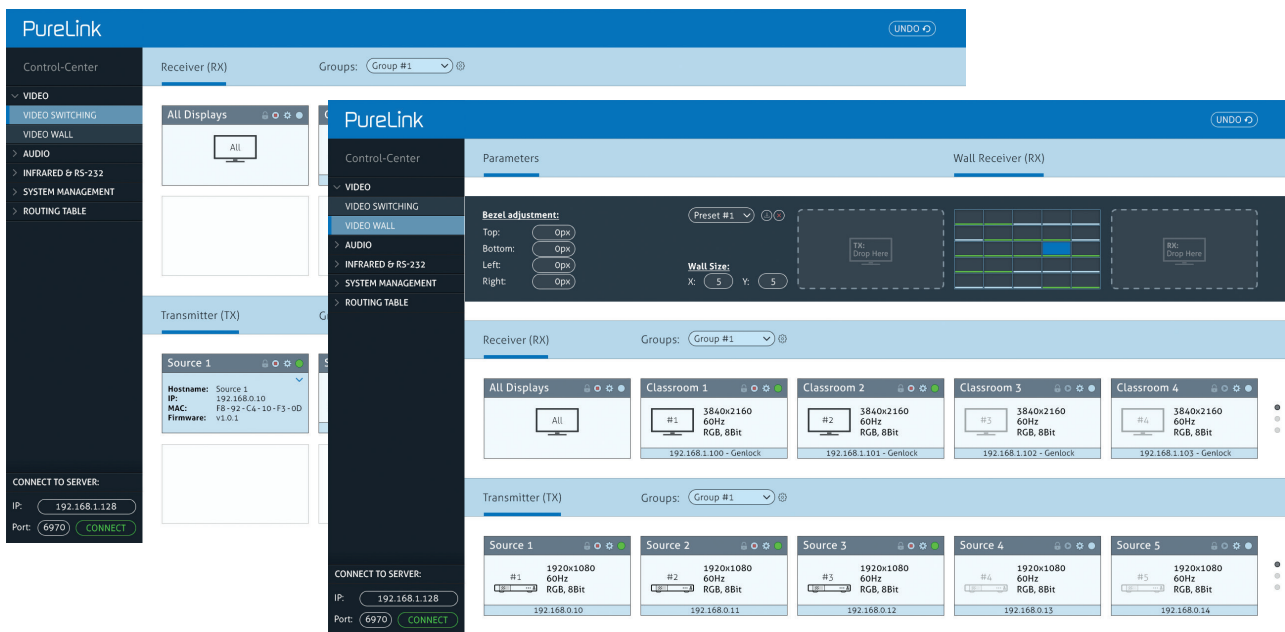 PureLink
UNDO
Control-Center
Receiver (RX)
Groups: Group #1
VIDEO
VIDEO SWITCHING
VIDEO WALL
AUDIO
INFRARED & RS-232
SYSTEM MANAGEMENT
ROUTING TABLE
All Displays
All
Transmitter (TX)
Source 1
Hostname: Source 1
IP: 192.168.0.10
MAC: F8-92-C4-10-F3-0D
Firmware: v1.0.1
CONNECT TO SERVER:
IP: 192.168.1.128
Port: 6970 CONNECT
PureLink
UNDO
Control-Center
Parameters
Wall Receiver (RX)
VIDEO
VIDEO SWITCHING
VIDEO WALL
AUDIO
INFRARED & RS-232
SYSTEM MANAGEMENT
ROUTING TABLE
CONNECT TO SERVER:
IP: 192.168.1.128
Port: 6970 CONNECT
Bezel adjustment:
Top: 0px
Bottom: 0px
Left: 0px
Right: 0px
Preset #1
Wall Size:
X: 5 Y: 5
TX:
Drop Here
RX:
Drop Here
Receiver (RX)
Groups: Group #1
All Displays
All
Classroom 1
#1
3840x2160
60Hz
RGB, 8Bit
192.168.1.100 - Genlock
Classroom 2
#2
3840x2160
60Hz
RGB, 8Bit
192.168.1.101 - Genlock
Classroom 3
#3
3840x2160
60Hz
RGB, 8Bit
192.168.1.102 - Genlock
Classroom 4
#4
3840x2160
60Hz
RGB, 8Bit
192.168.1.103 - Genlock
Transmitter (TX)
Groups: Group #1
Source 1
#1
1920x1080
60Hz
RGB, 8Bit
192.168.0.10
Source 2
#2
1920x1080
60Hz
RGB, 8Bit
192.168.0.11
Source 3
#3
1920x1080
60Hz
RGB, 8Bit
192.168.0.12
Source 4
#4
1920x1080
60Hz
RGB, 8Bit
192.168.0.13
Source 5
#5
1920x1080
60Hz
RGB, 8Bit
192.168.0.14